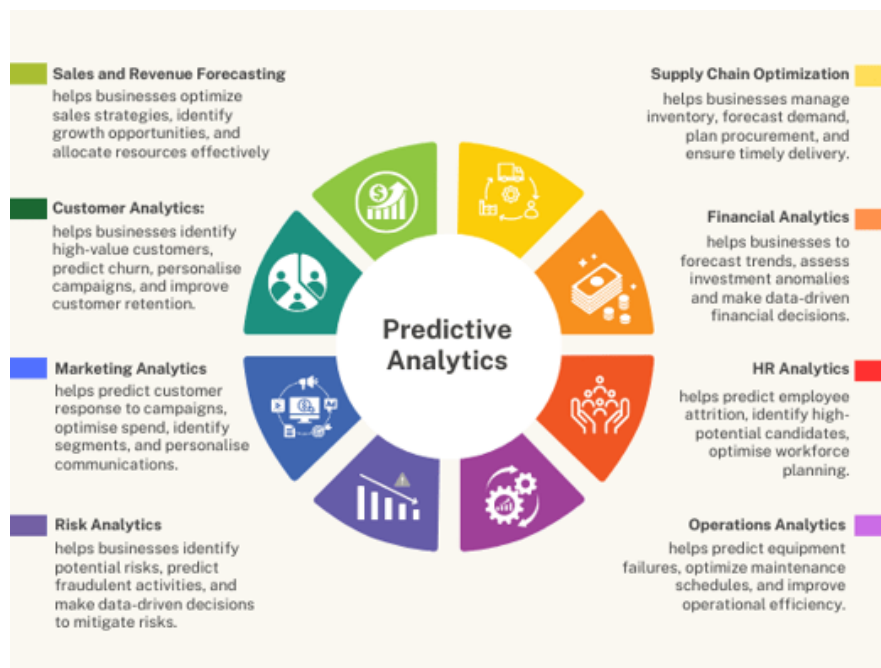 Sales and Revenue Forecasting
helps businesses optimize
sales strategies, identify
growth opportunities, and
allocate resources effectively
Customer Analytics:
helps businesses identify
high-value customers,
predict churn, personalise
campaigns, and improve
customer retention.
Marketing Analytics
helps predict customer
response to campaigns,
optimise spend, identify
segments, and personalise
communications.
Risk Analytics
helps businesses identify
potential risks, predict
fraudulent activities, and
make data-driven decisions
to mitigate risks.
Predictive
Analytics
Supply Chain Optimization
helps businesses manage
inventory, forecast demand,
plan procurement, and
ensure timely delivery.
Financial Analytics
helps businesses to
forecast trends, assess
investment anomalies
and make data-driven
financial decisions.
HR Analytics
helps predict employee
attrition, identify high-
potential candidates,
optimise workforce
planning.
Operations Analytics
helps predict equipment
failures, optimize maintenance
schedules, and improve
operational efficiency.